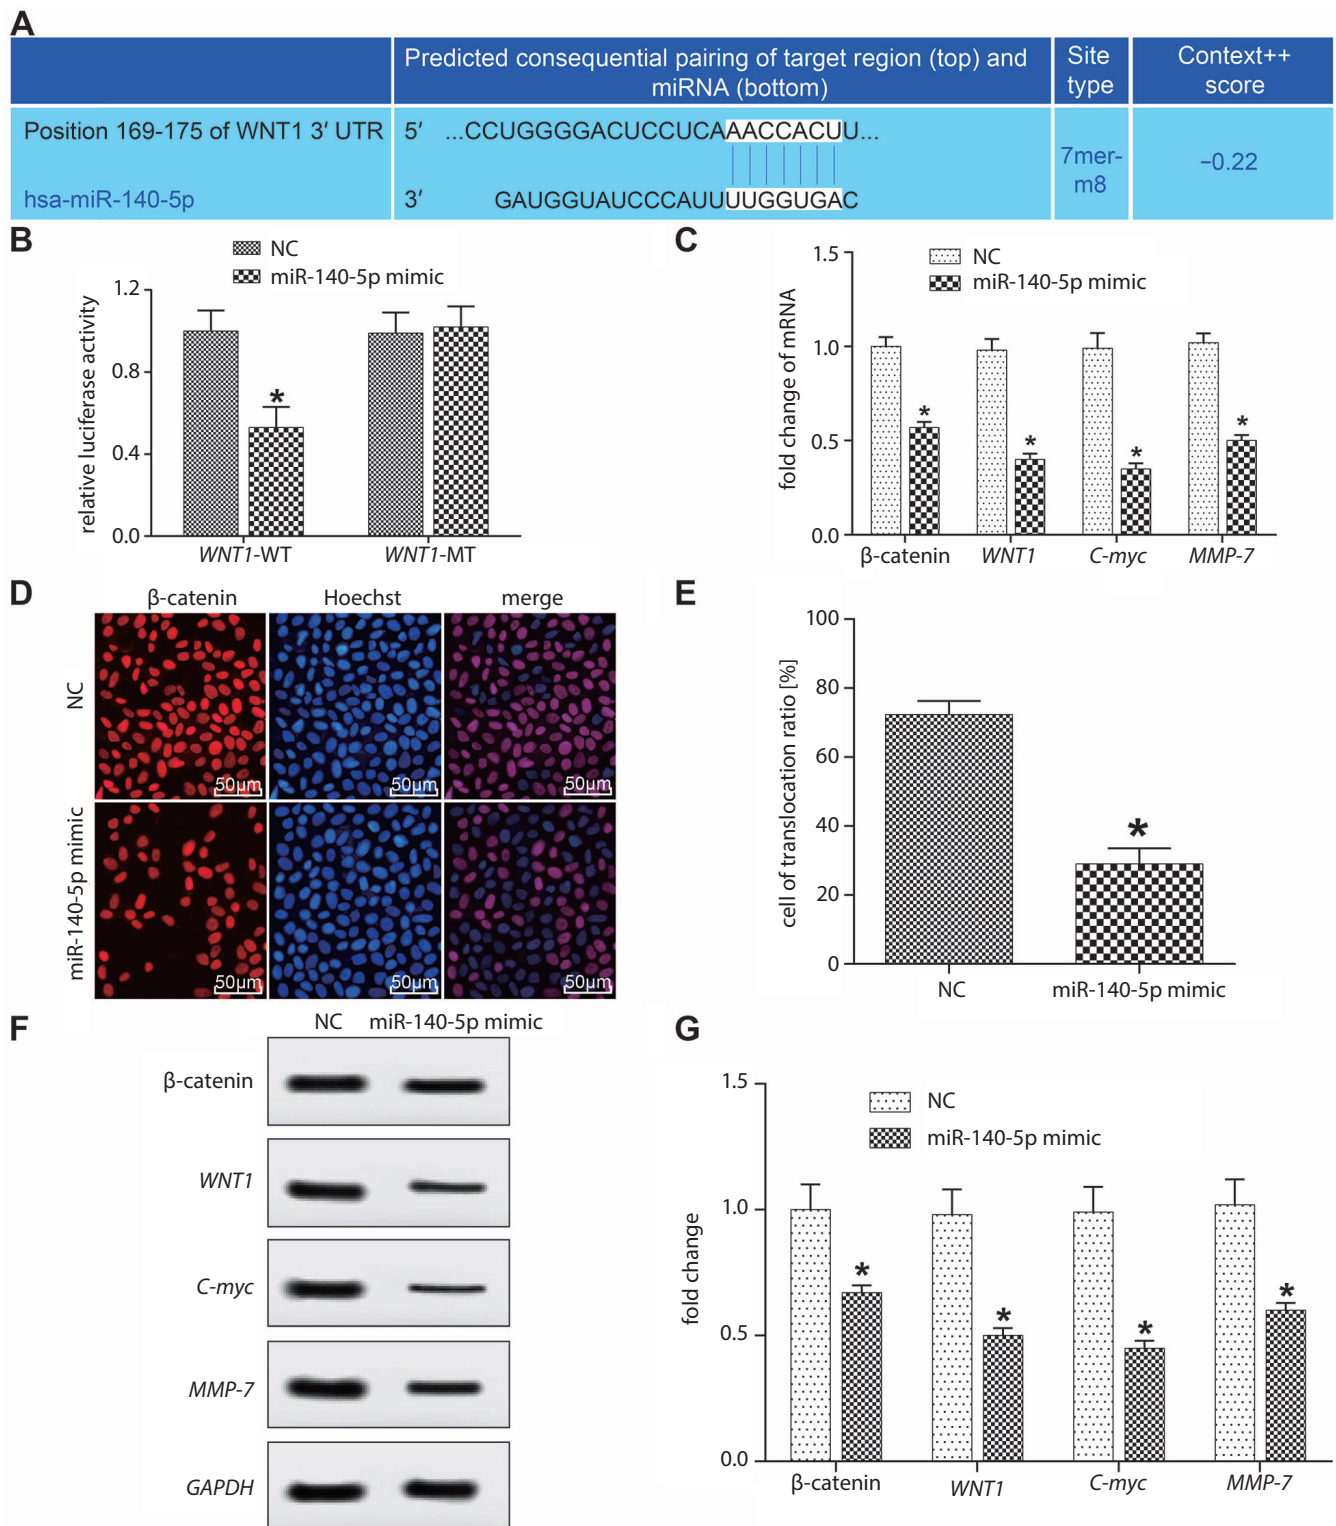 A
Predicted consequential pairing of target region (top) and
miRNA (bottom)
Site
type
Context++
score
Position 169-175 of WNT1 3′ UTR
5′ ...CCUGGGGACUCCUCAAACCACUU...
hsa-miR-140-5p
3′ GAUGGUAUCCCAUUUUGGUGAC
7mer-
m8
−0.22
B
NC
miR-140-5p mimic
relative luciferase activity
1.2
0.8
0.4
0.0
*
WNT1-WT
WNT1-MT
C
NC
miR-140-5p mimic
fold change of mRNA
1.5
1.0
0.5
0.0
*
*
*
*
β-catenin
WNT1
C-myc
MMP-7
D
β-catenin
Hoechst
merge
NC
50μm
50μm
50μm
miR-140-5p mimic
50μm
50μm
50μm
E
cell of translocation ratio [%]
100
80
60
40
20
0
*
NC
miR-140-5p mimic
F
NC
miR-140-5p mimic
β-catenin
WNT1
C-myc
MMP-7
GAPDH
G
NC
miR-140-5p mimic
fold change
1.5
1.0
0.5
0.0
*
*
*
*
β-catenin
WNT1
C-myc
MMP-7